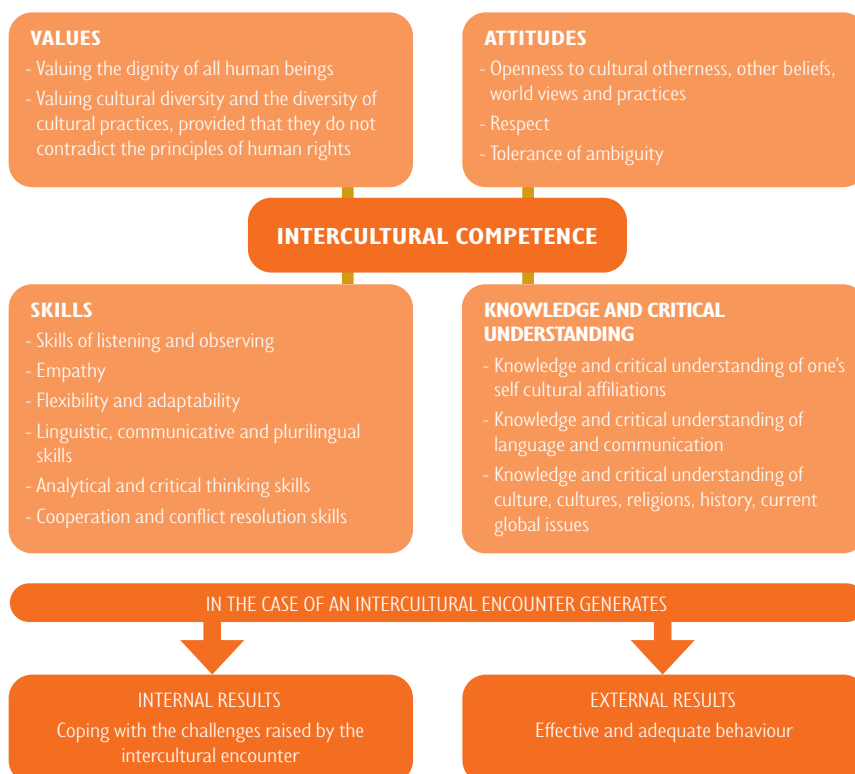 VALUES
- Valuing the dignity of all human beings
- Valuing cultural diversity and the diversity of
cultural practices, provided that they do not
contradict the principles of human rights
ATTITUDES
- Openness to cultural otherness, other beliefs,
world views and practices
- Respect
- Tolerance of ambiguity
INTERCULTURAL COMPETENCE
SKILLS
- Skills of listening and observing
- Empathy
- Flexibility and adaptability
- Linguistic, communicative and plurilingual
skills
- Analytical and critical thinking skills
- Cooperation and conflict resolution skills
KNOWLEDGE AND CRITICAL
UNDERSTANDING
- Knowledge and critical understanding of one's
self cultural affiliations
- Knowledge and critical understanding of
language and communication
- Knowledge and critical understanding of
culture, cultures, religions, history, current
global issues
IN THE CASE OF AN INTERCULTURAL ENCOUNTER GENERATES
INTERNAL RESULTS
Coping with the challenges raised by the
intercultural encounter
EXTERNAL RESULTS
Effective and adequate behaviour